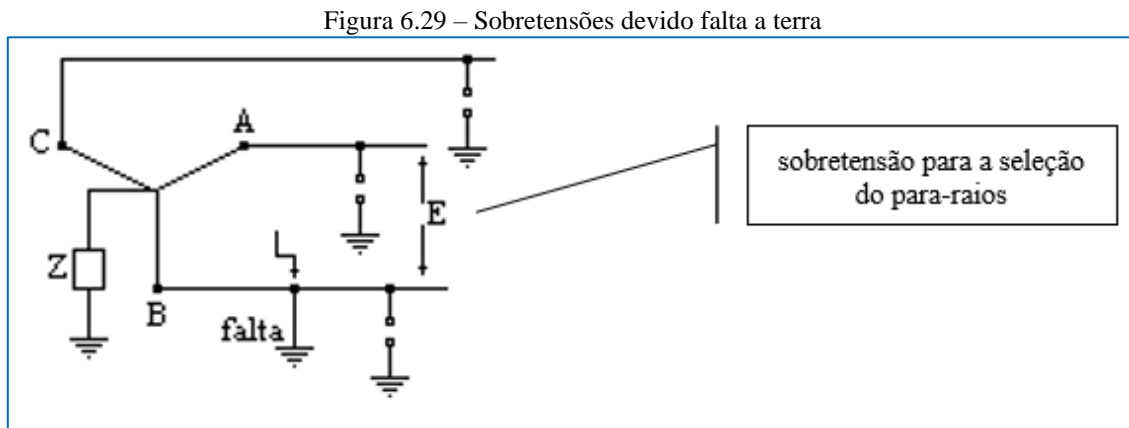 Figura 6.29 – Sobretensões devido falta a terra
C
A
E
sobretensão para a seleção
do para-raios
Z
B
falta